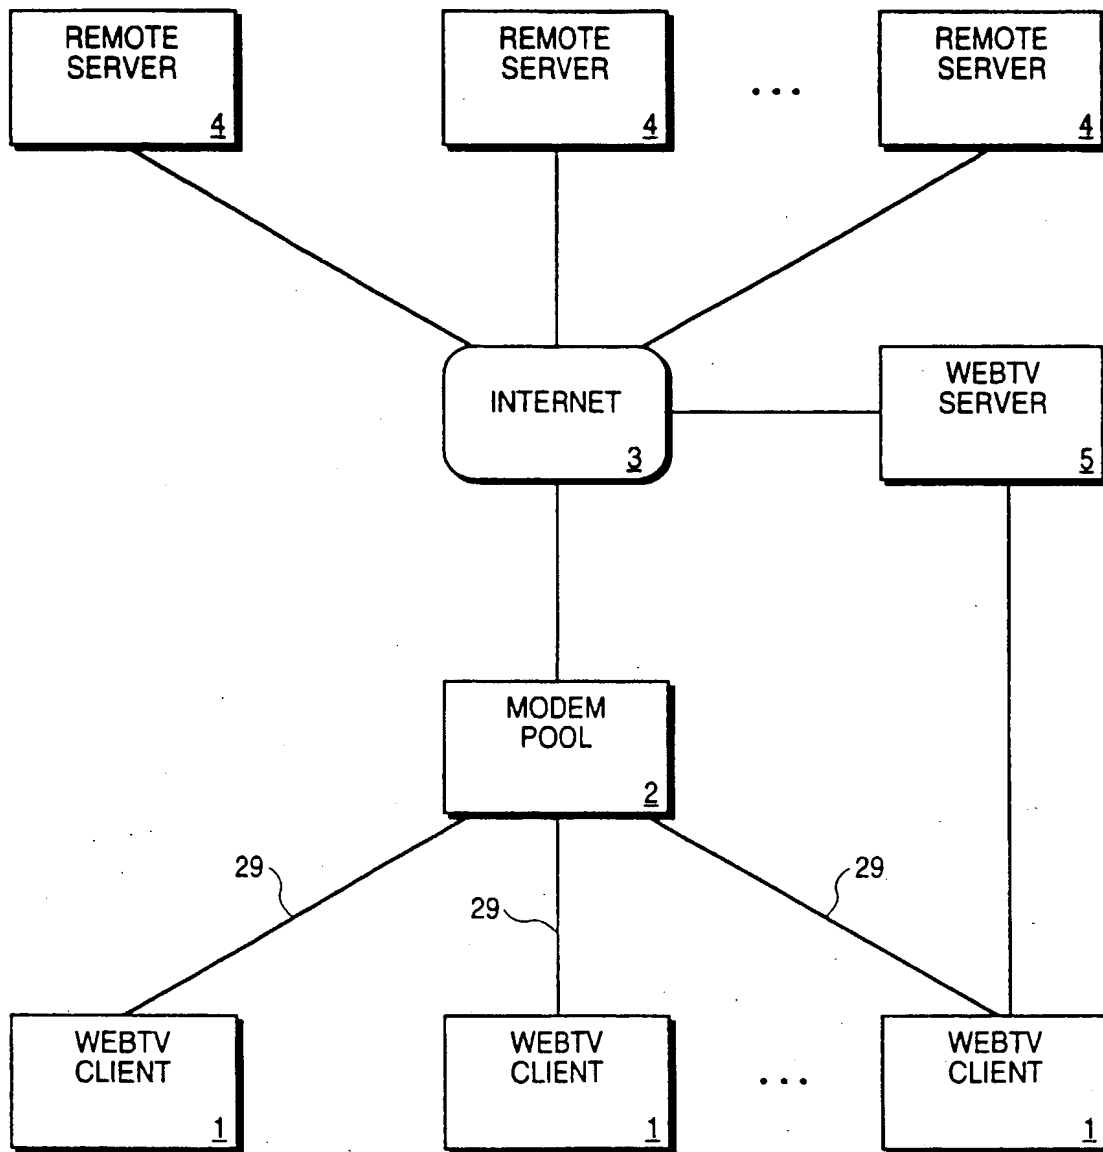 REMOTE
SERVER
4
REMOTE
SERVER
4
...
REMOTE
SERVER
4
INTERNET
3
WEBTV
SERVER
5
MODEM
POOL
2
29
29
29
WEBTV
CLIENT
1
WEBTV
CLIENT
1
...
WEBTV
CLIENT
1